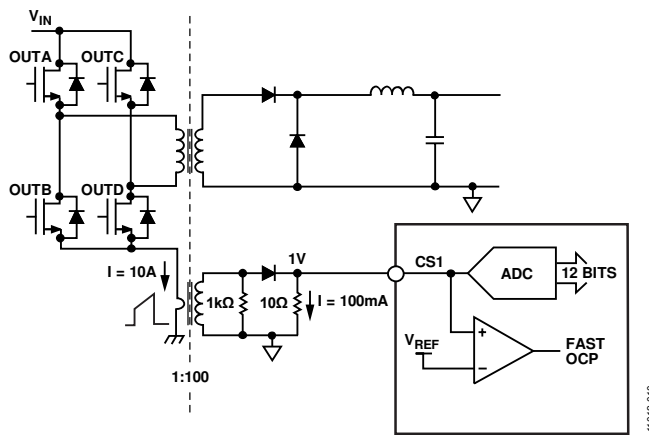 VIN
OUTA
OUTC
OUTB
OUTD
I = 10A
1kΩ
10Ω
1V
I = 100mA
1:100
CS1
ADC
12 BITS
VREF
+
−
FAST
OCP